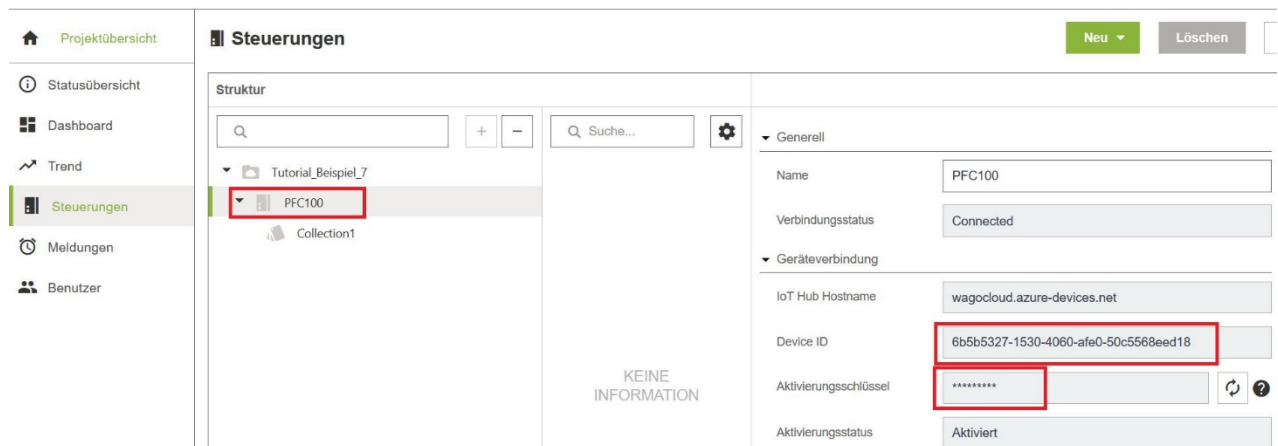 Projektübersicht
Statusübersicht
Dashboard
Trend
Steuerungen
Meldungen
Benutzer
Steuerungen
Neu
Löschen
Struktur
Suche...
Tutorial_Beispiel_7
PFC100
Collection1
KEINE
INFORMATION
Generell
Name
PFC100
Verbindungsstatus
Connected
Geräteverbindung
IoT Hub Hostname
wagocloud.azure-devices.net
Device ID
6b5b5327-1530-4060-afe0-50c5568eed18
Aktivierungsschlüssel
*********
Aktivierungsstatus
Aktiviert